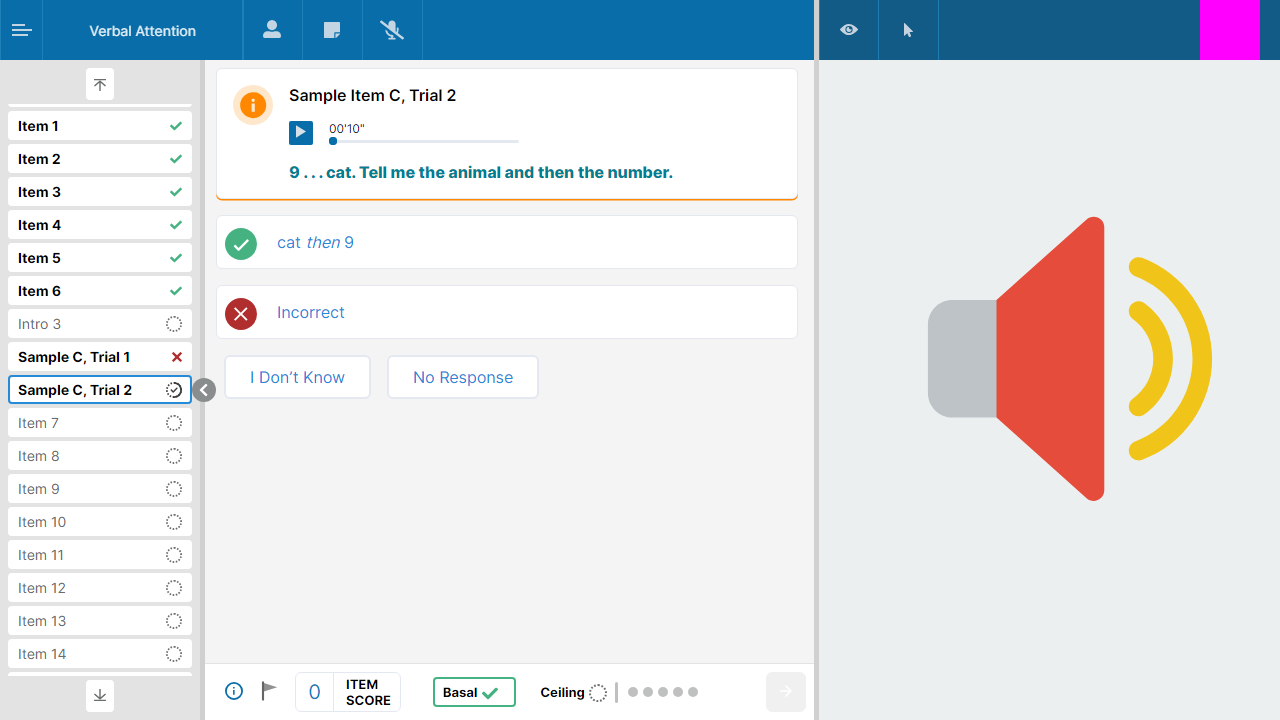 Verbal Attention
Item 1
Item 2
Item 3
Item 4
Item 5
Item 6
Intro 3
Sample C, Trial 1
Sample C, Trial 2
Item 7
Item 8
Item 9
Item 10
Item 11
Item 12
Item 13
Item 14
Sample Item C, Trial 2
00'10"
9 . . . cat. Tell me the animal and then the number.
cat then 9
Incorrect
I Don’t Know
No Response
0
ITEM
SCORE
Basal
Ceiling